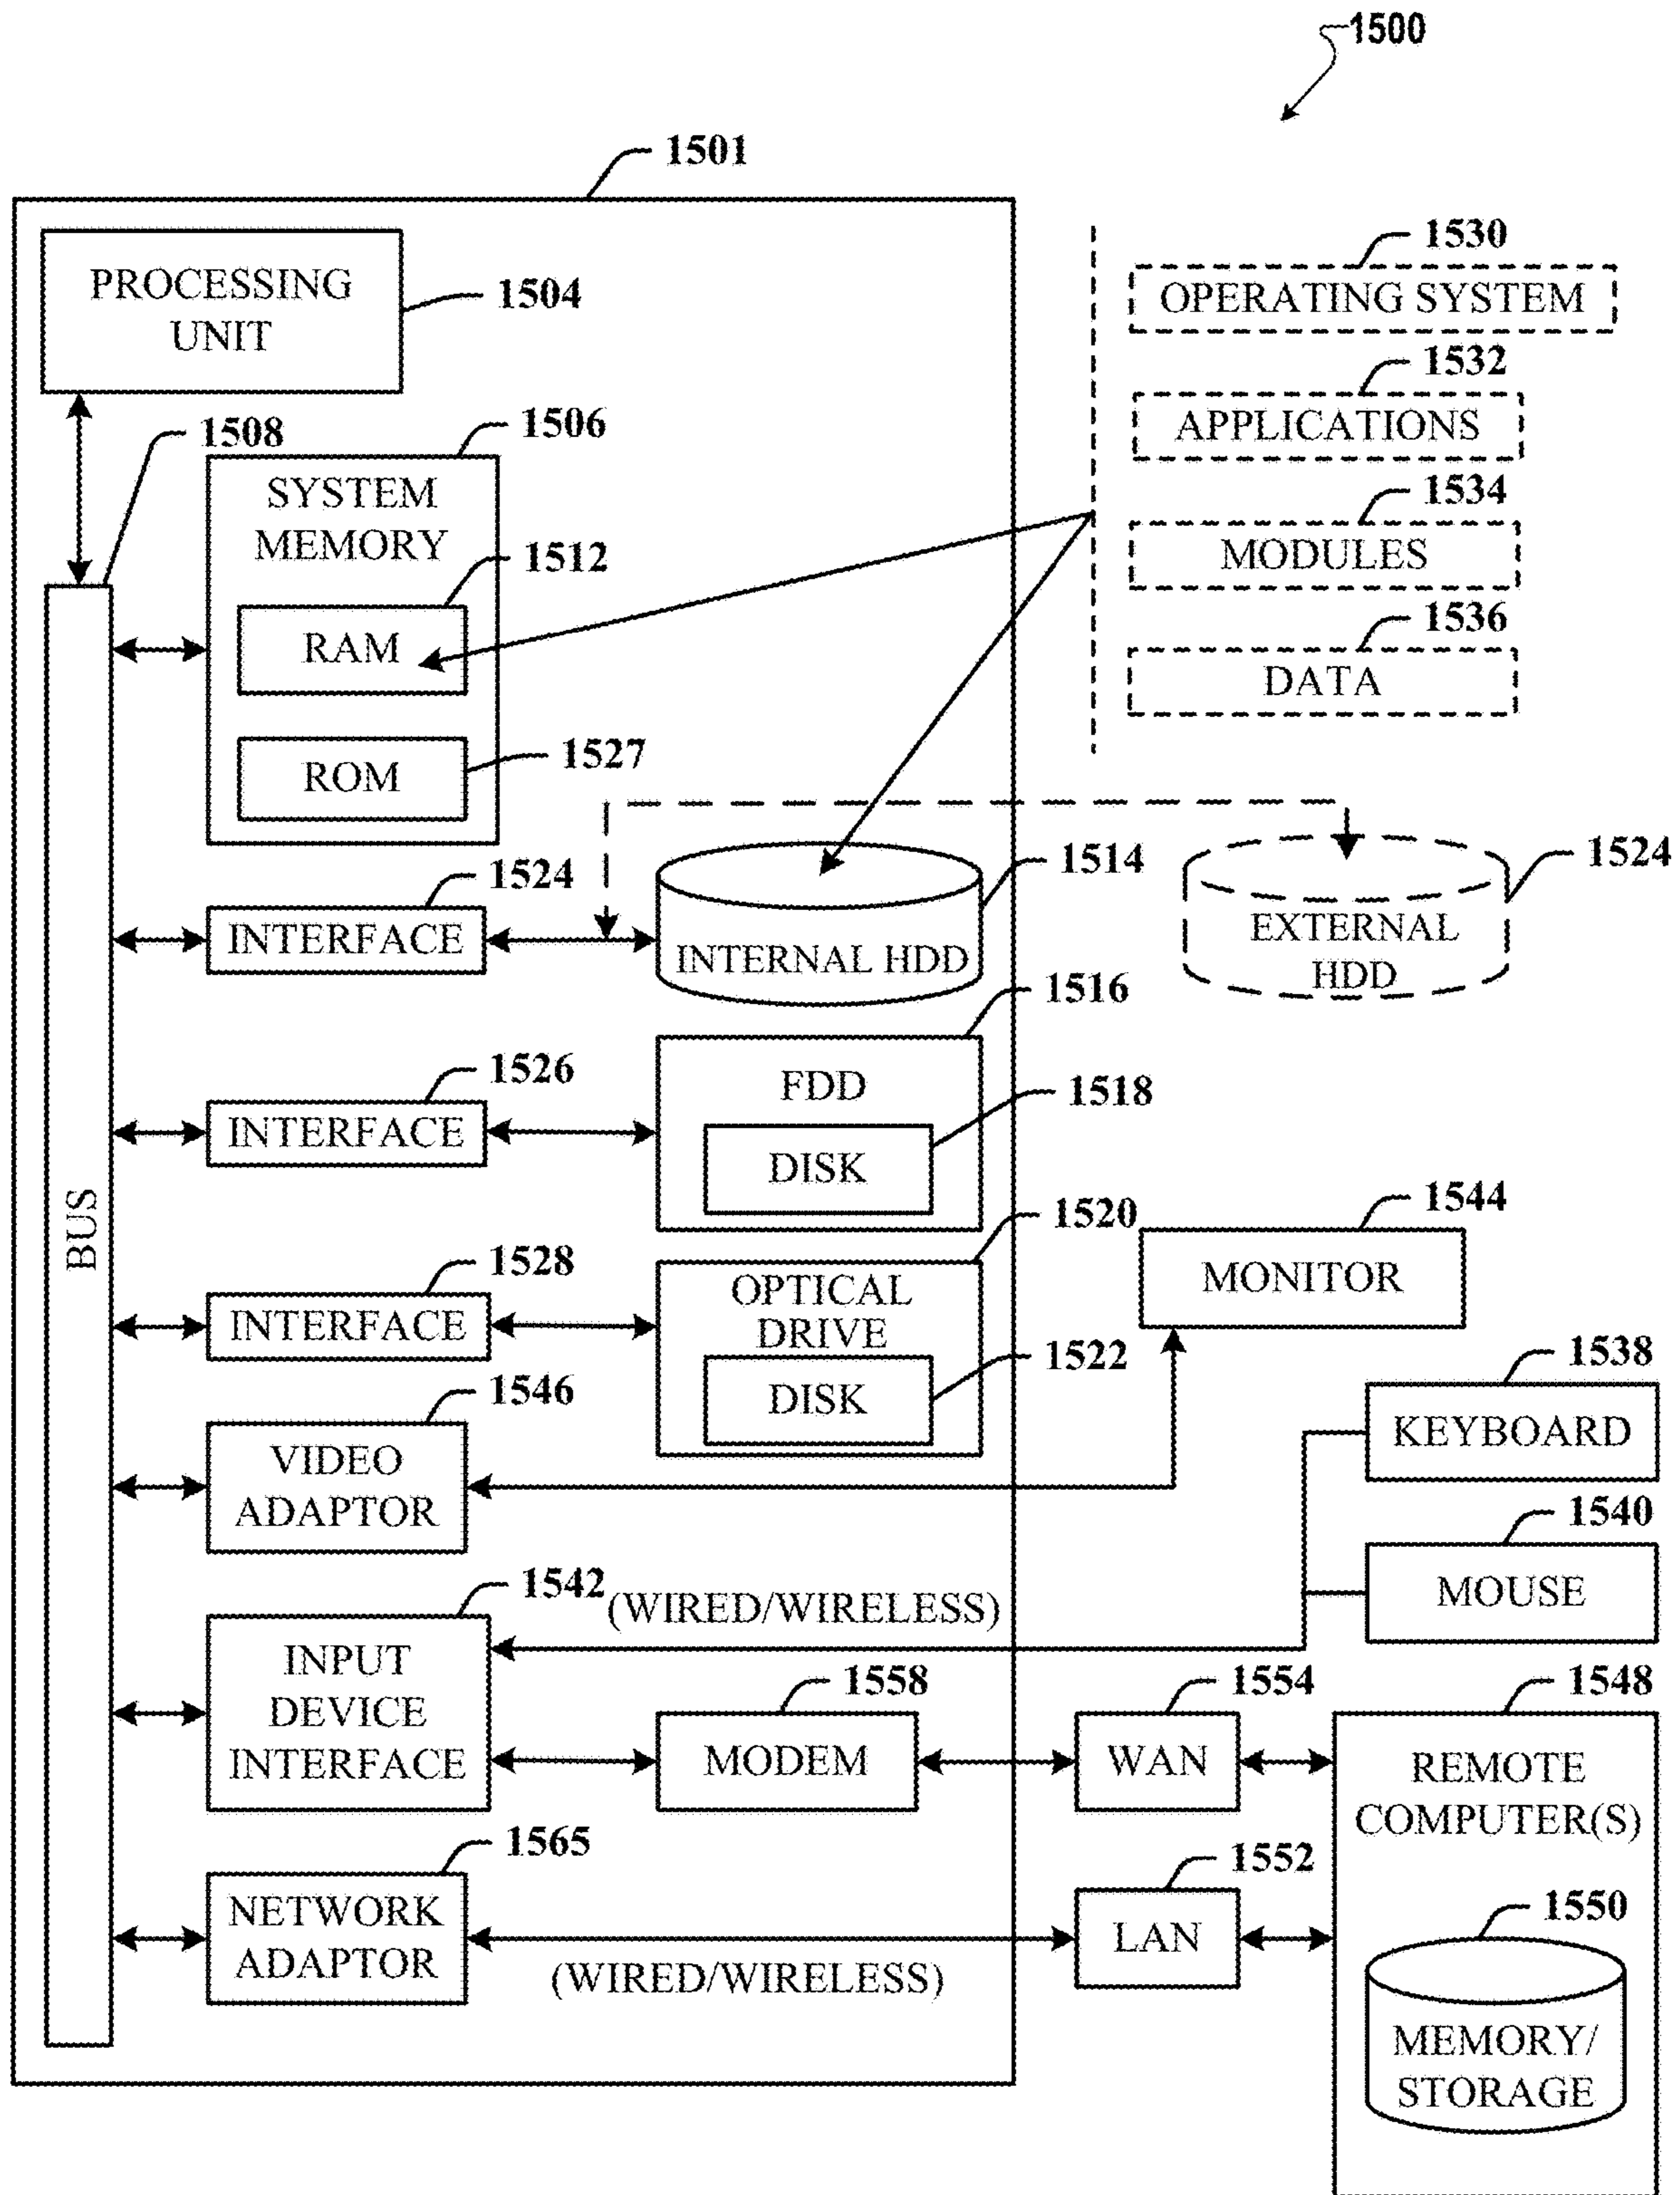 1500
1501
PROCESSING
UNIT
1504
1530
OPERATING SYSTEM
1532
APPLICATIONS
1534
MODULES
1536
DATA
1508
1506
SYSTEM
MEMORY
1512
RAM
1527
ROM
1524
INTERFACE
1514
INTERNAL HDD
1524
EXTERNAL
HDD
1526
INTERFACE
1516
FDD
1518
DISK
BUS
1528
INTERFACE
1520
OPTICAL
DRIVE
1522
DISK
1544
MONITOR
1546
VIDEO
ADAPTOR
1538
KEYBOARD
1540
MOUSE
1542
(WIRED/WIRELESS)
INPUT
DEVICE
INTERFACE
1558
MODEM
1554
WAN
1548
REMOTE
COMPUTER(S)
1565
NETWORK
ADAPTOR
(WIRED/WIRELESS)
1552
LAN
1550
MEMORY/
STORAGE